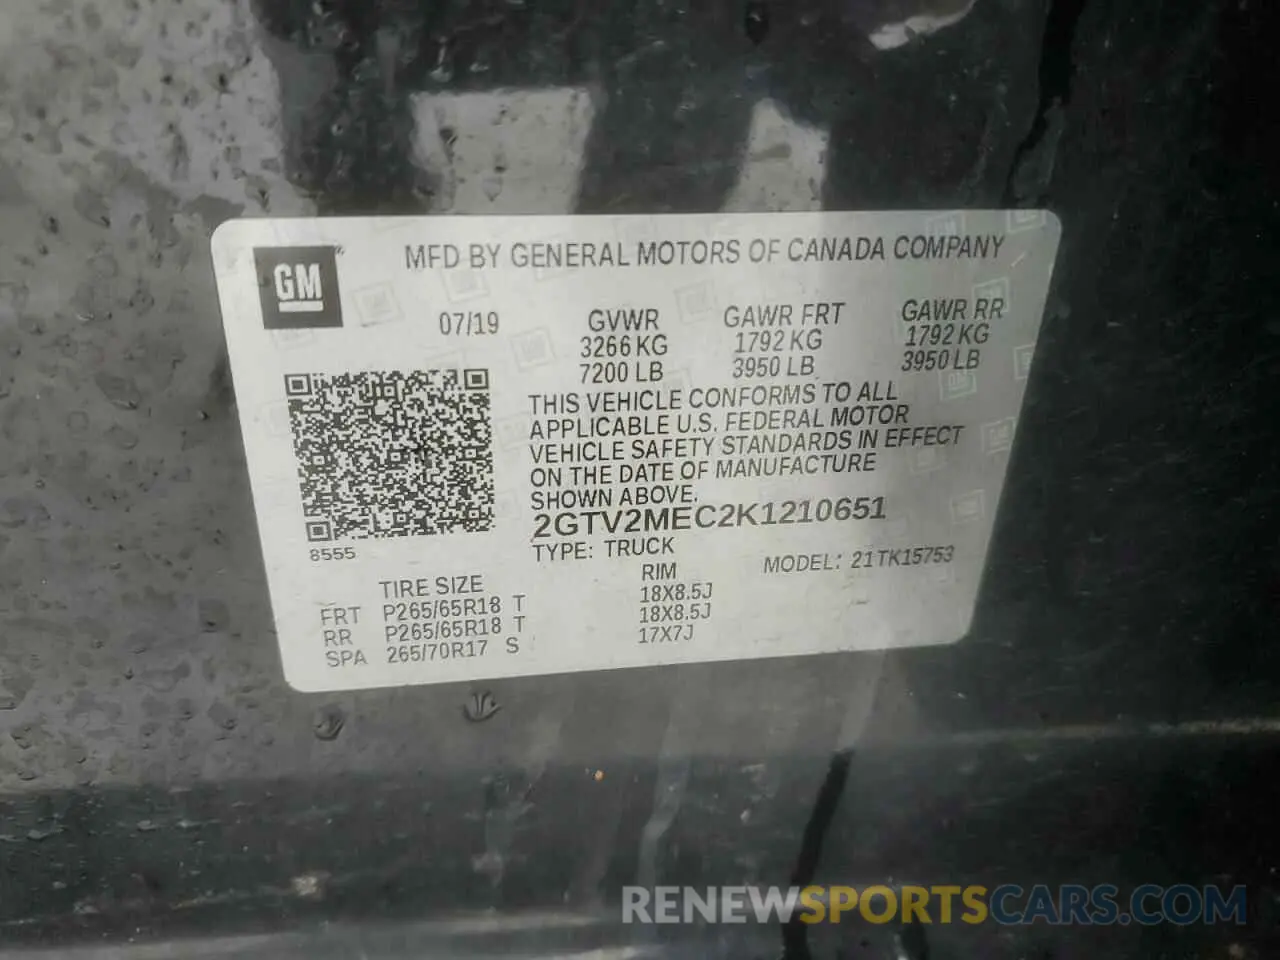 GM
MFD BY GENERAL MOTORS OF CANADA COMPANY
07/19 GVWR GAWR FRT GAWR RR
3266 KG 1792 KG 1792 KG
7200 LB 3950 LB 3950 LB
THIS VEHICLE CONFORMS TO ALL
APPLICABLE U.S. FEDERAL MOTOR
VEHICLE SAFETY STANDARDS IN EFFECT
ON THE DATE OF MANUFACTURE
SHOWN ABOVE.
2GTV2MEC2K1210651
8555
TYPE: TRUCK MODEL: 21 TK15753
TIRE SIZE RIM
FRT P265/65R18 T 18X8.5J
RR P265/65R18 T 18X8.5J
SPA 265/70R17 S 17X7J
RENEWSPORTSCARS.COM